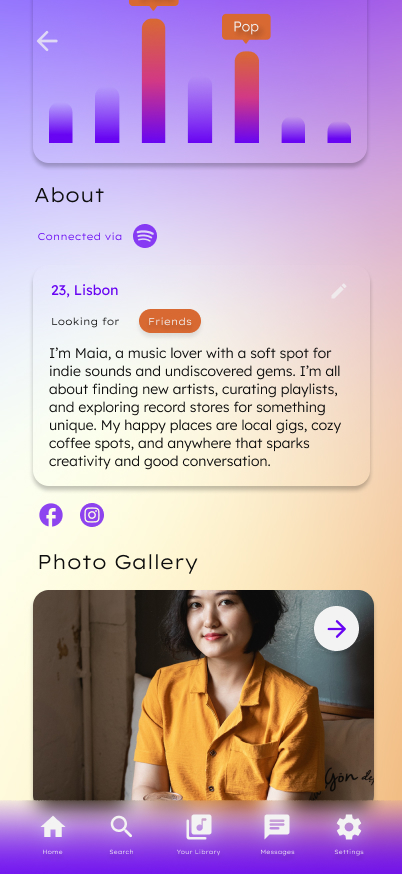 Pop
About
Connected via
23, Lisbon
Looking for Friends
I'm Maia, a music lover with a soft spot for
indie sounds and undiscovered gems. I'm all
about finding new artists, curating playlists,
and exploring record stores for something
unique. My happy places are local gigs, cozy
coffee spots, and anywhere that sparks
creativity and good conversation.
Photo Gallery
Gön
Home Search Your Library Messages Settings